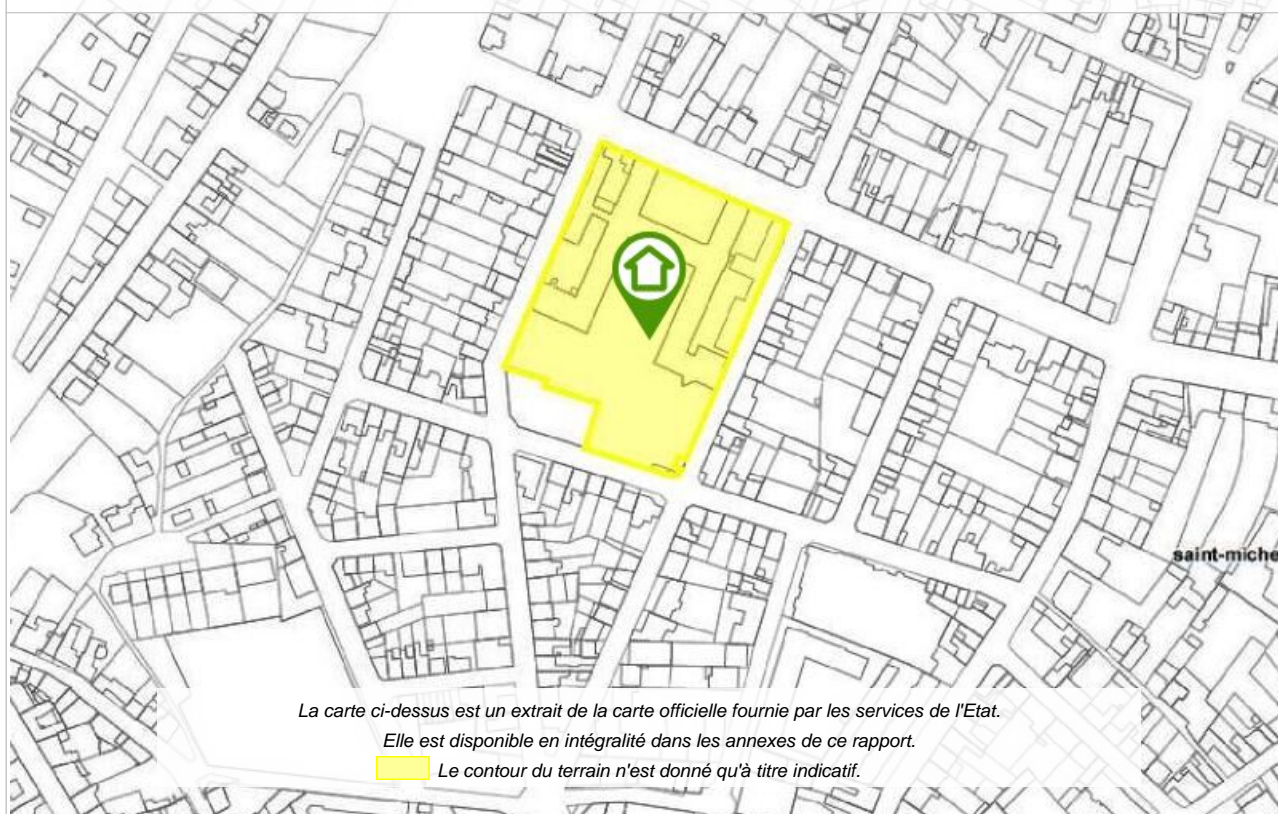 saint-miche
La carte ci-dessus est un extrait de la carte officielle fournie par les services de l'Etat.
Elle est disponible en intégralité dans les annexes de ce rapport.
Le contour du terrain n'est donné qu'à titre indicatif.